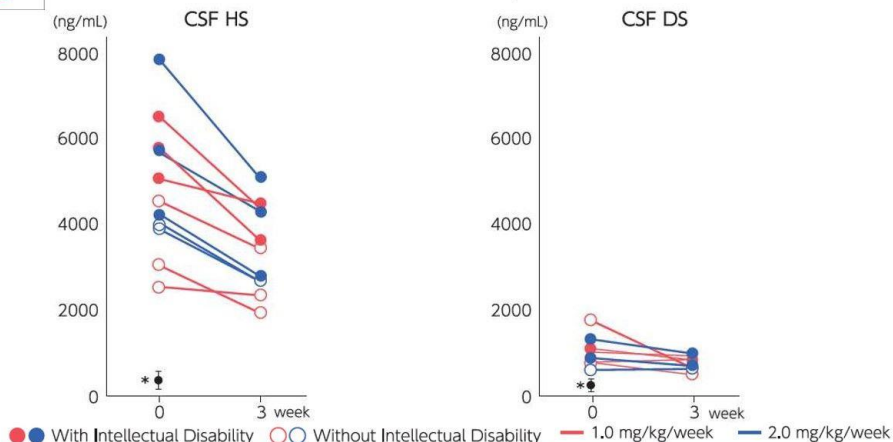 CSF HS
(ng/mL)
8000
6000
4000
2000
0
*
0 3 week
CSF DS
(ng/mL)
8000
6000
4000
2000
0
*
0 3 week
With Intellectual Disability Without Intellectual Disability 1.0 mg/kg/week 2.0 mg/kg/week